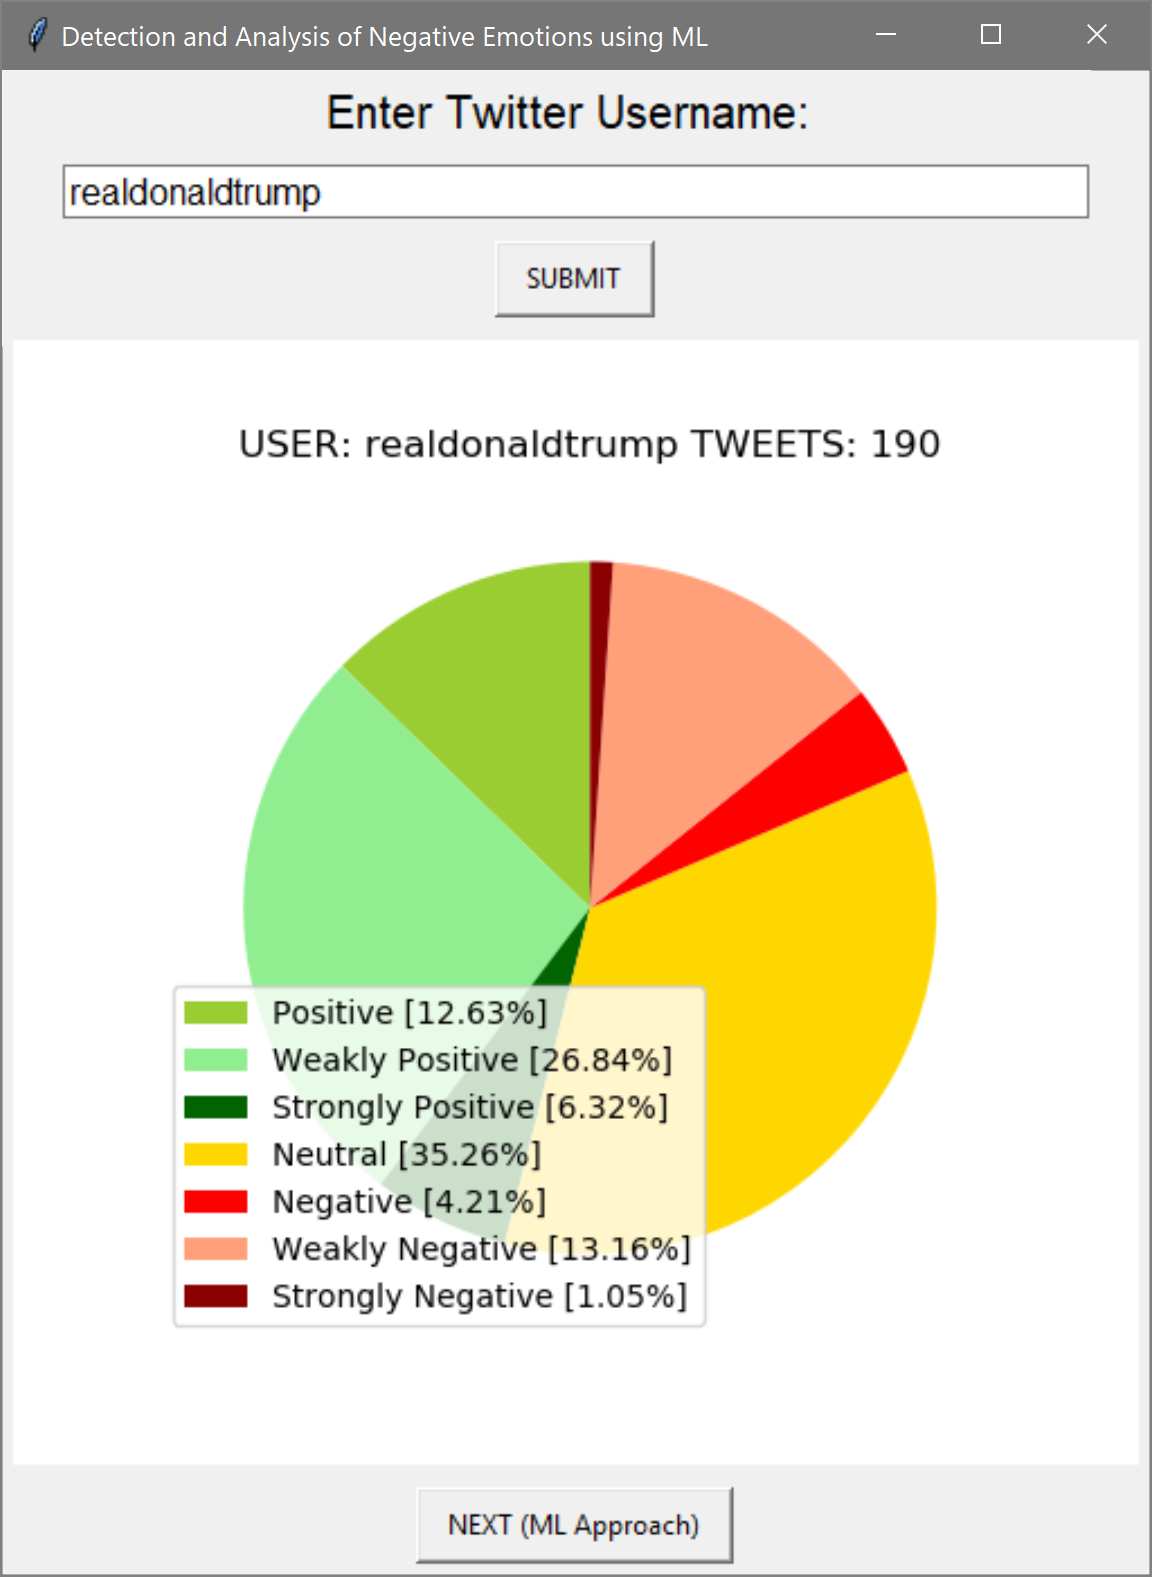 Detection and Analysis of Negative Emotions using ML
Enter Twitter Username:
realdonaldtrump
SUBMIT
USER: realdonaldtrump TWEETS: 190
Positive [12.63%]
Weakly Positive [26.84%]
Strongly Positive [6.32%]
Neutral [35.26%]
Negative [4.21%]
Weakly Negative [13.16%]
Strongly Negative [1.05%]
NEXT (ML Approach)